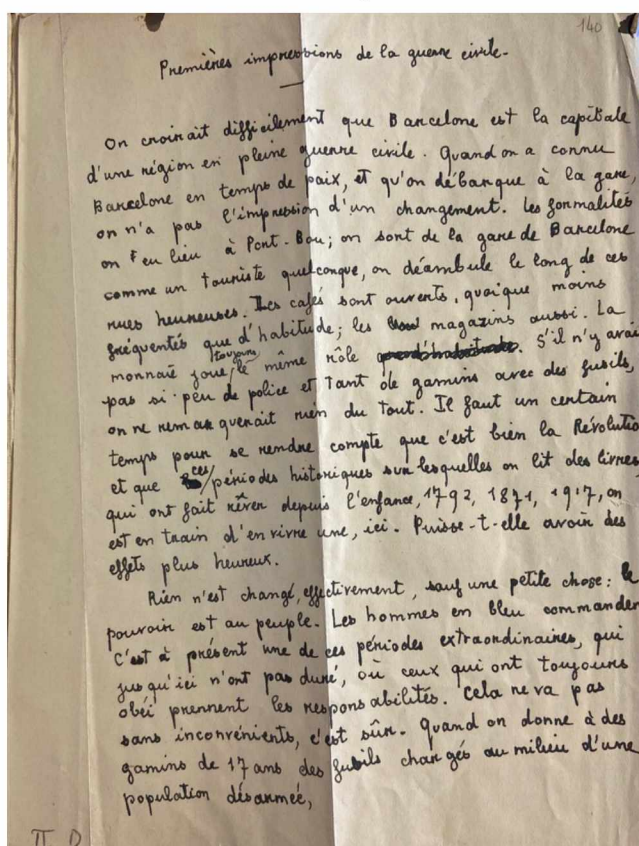 140
Premières impressions de la guerre civile.
On croirait difficilement que Barcelone est la capitale
d'une région en pleine guerre civile. Quand on a connu
Barcelone en temps de paix, et qu'on débarque à la gare,
on n'a pas l'impression d'un changement. Les formalités
on eu lieu à Port-Bou; on sort de la gare de Barcelone
comme un touriste quelconque, on déambule le long de ces
rues heureuses. Les cafés sont ouverts, quoique moins
fréquentés que d'habitude; les magazins aussi. La
monnaie joue toujours le même rôle. S'il n'y avai
pas si peu de police et tant de gamins avec des fusils,
on ne remarquerait rien du tout. Il faut un certain
temps pour se rendre compte que c'est bien la Révolutio
et que ces périodes historiques sur lesquelles on lit des livres,
qui ont fait rêver depuis l'enfance, 1792, 1871, 1917, on
est en train d'en vivre une, ici. Puisse-t-elle avoir des
effets plus heureux.
Rien n'est changé, effectivement, sauf une petite chose: le
pouvoir est au peuple. Les hommes en bleu commanden
C'est à présent une de ces périodes extraordinaires, qui
jusqu'ici n'ont pas duré, où ceux qui ont toujours
obéi prennent les responsabilités. Cela ne va pas
sans inconvénients, c'est sûr. Quand on donne à des
gamins de 17 ans des fusils chargés au milieu d'une
population désarmée,